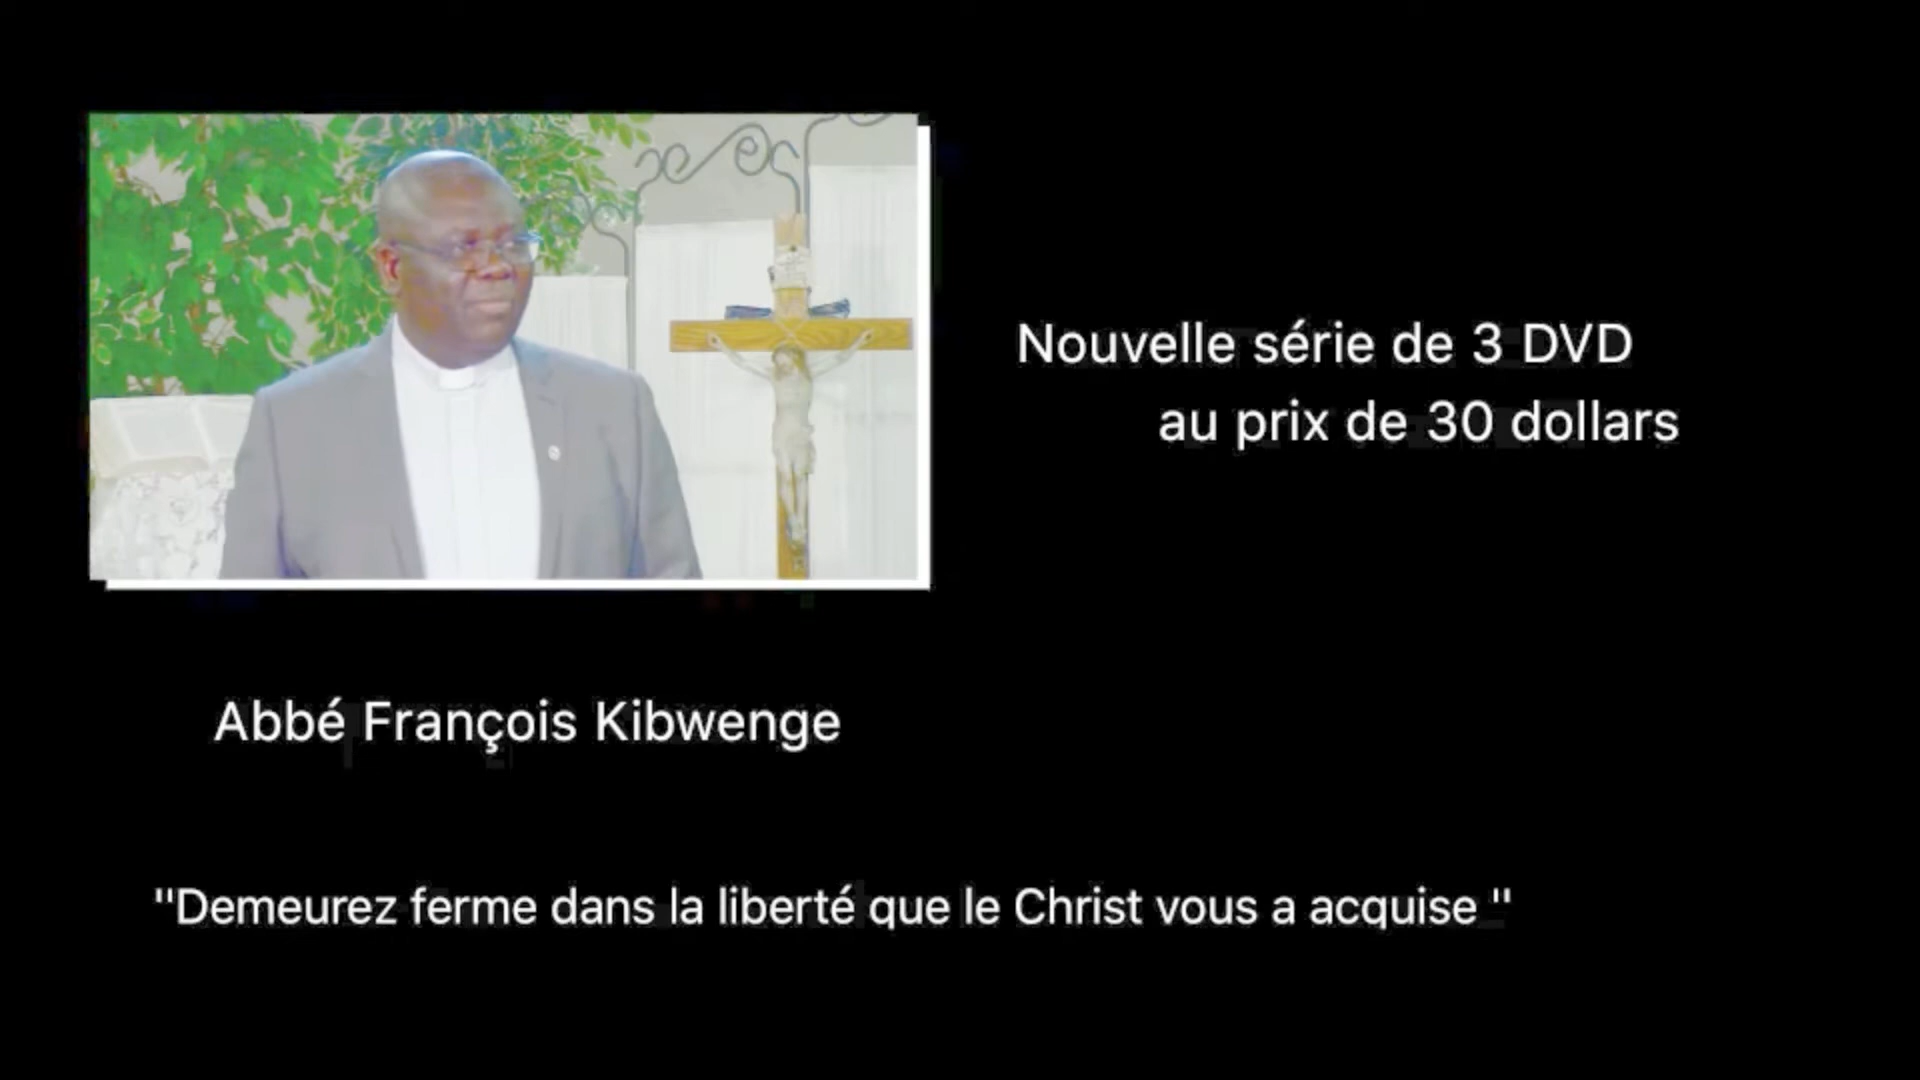 Nouvelle série de 3 DVD
au prix de 30 dollars
Abbé François Kibwenge
"Demeurez ferme dans la liberté que le Christ vous a acquise "